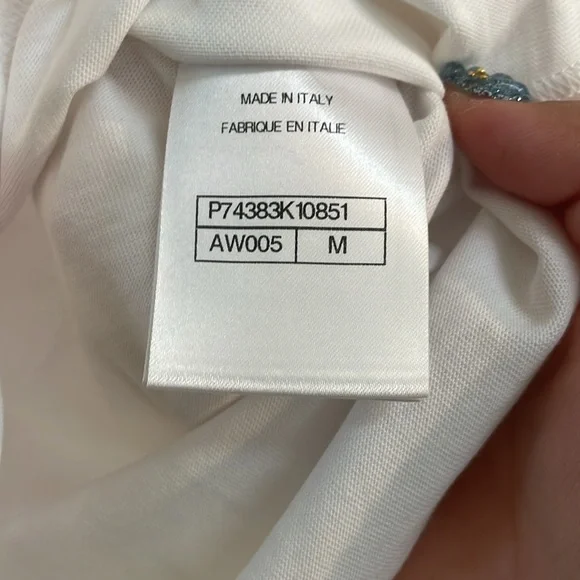 MADE IN ITALY
FABRIQUE EN ITALIE
P74383K10851
AW005 M